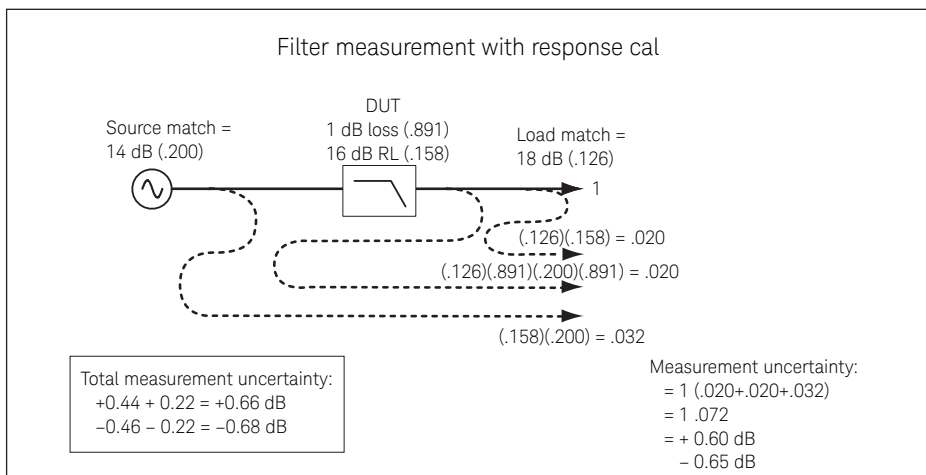 Filter measurement with response cal
Source match =
14 dB (.200)
DUT
1 dB loss (.891)
16 dB RL (.158)
Load match =
18 dB (.126)
1
(.126)(.158) = .020
(.126)(.891)(.200)(.891) = .020
(.158)(.200) = .032
Total measurement uncertainty:
+0.44 + 0.22 = +0.66 dB
−0.46 − 0.22 = −0.68 dB
Measurement uncertainty:
= 1 (.020+.020+.032)
= 1 .072
= + 0.60 dB
− 0.65 dB